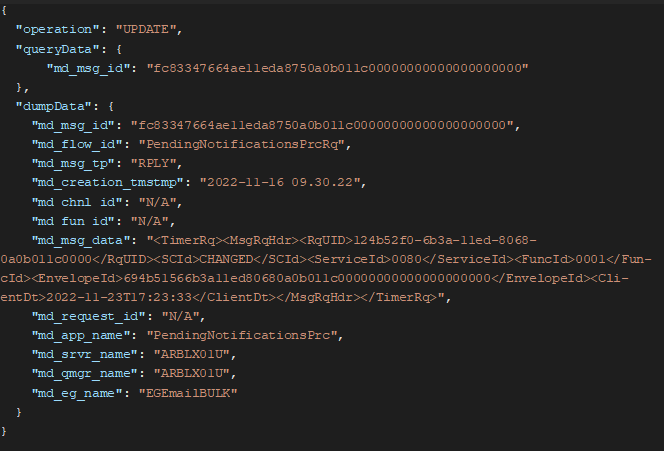 {
"operation": "UPDATE",
"queryData": {
"md_msg_id": "fc83347664ae11eda8750a0b011c00000000000000000000"
},
"dumpData": {
"md_msg_id": "fc83347664ae11eda8750a0b011c00000000000000000000",
"md_flow_id": "PendingNotificationsPrcRq",
"md_msg_tp": "RPLY",
"md_creation_tmstmp": "2022-11-16 09.30.22",
"md_chnl_id": "N/A",
"md_fun_id": "N/A",
"md_msg_data": "<TimerRq><MsgRqHdr><RqUID>124b52f0-6b3a-11ed-8068-
0a0b011c0000</RqUID><SCId>CHANGED</SCId><ServiceId>0080</ServiceId><FuncId>0001</Fun-
cId><EnvelopeId>694b51566b3a11ed80680a0b011c00000000000000000000</EnvelopeId><Cli-
entDt>2022-11-23T17:23:33</ClientDt></MsgRqHdr></TimerRq>",
"md_request_id": "N/A",
"md_app_name": "PendingNotificationsPrc",
"md_srvr_name": "ARBLX01U",
"md_qmgr_name": "ARBLX01U",
"md_eg_name": "EGEmailBULK"
}
}